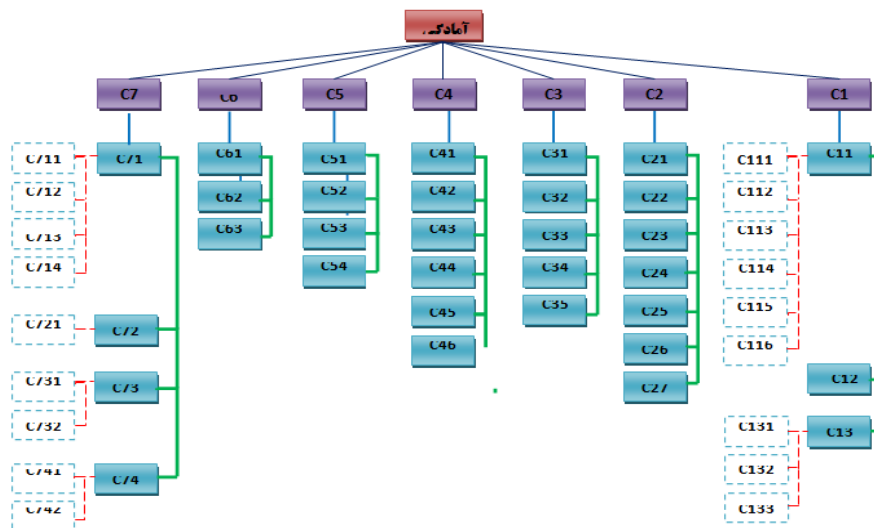 آمادگی
C7 C6 C5 C4 C3 C2 C1
C711 C71 C61 C51 C41 C31 C21 C111 C11
C712 C62 C52 C42 C32 C22 C112
C713 C63 C53 C43 C33 C23 C113
C714 C54 C44 C34 C24 C114
C721 C72 C45 C35 C25 C115
C46 C26 C116
C731 C73 C27 C12
C732 C131 C13
C741 C74 C132
C742 C133